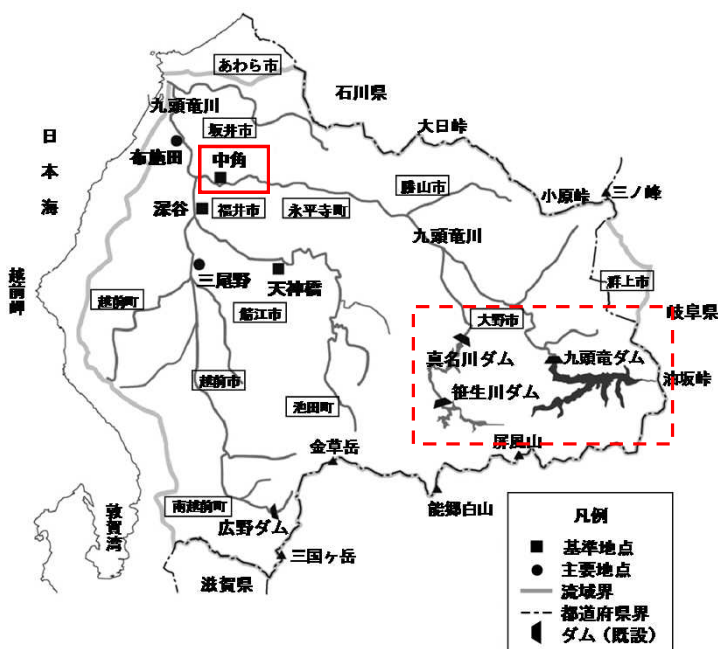 あわら市
石川県
九頭竜川
坂井市
大日峠
日本海
布施田
中角
勝山市
小原峠
三ノ峰
深谷
福井市
永平寺町
九頭竜川
三尾野
天神橋
越前岬
越前町
鯖江市
群上市
岐阜県
大野市
真名川ダム
九頭竜ダム
油坂峠
越前市
笹生川ダム
池田町
金草岳
屏風山
南越前町
能郷白山
敦賀湾
広野ダム
三国ヶ岳
滋賀県
凡例
基準地点
主要地点
流域界
都道府県界
ダム（既設）